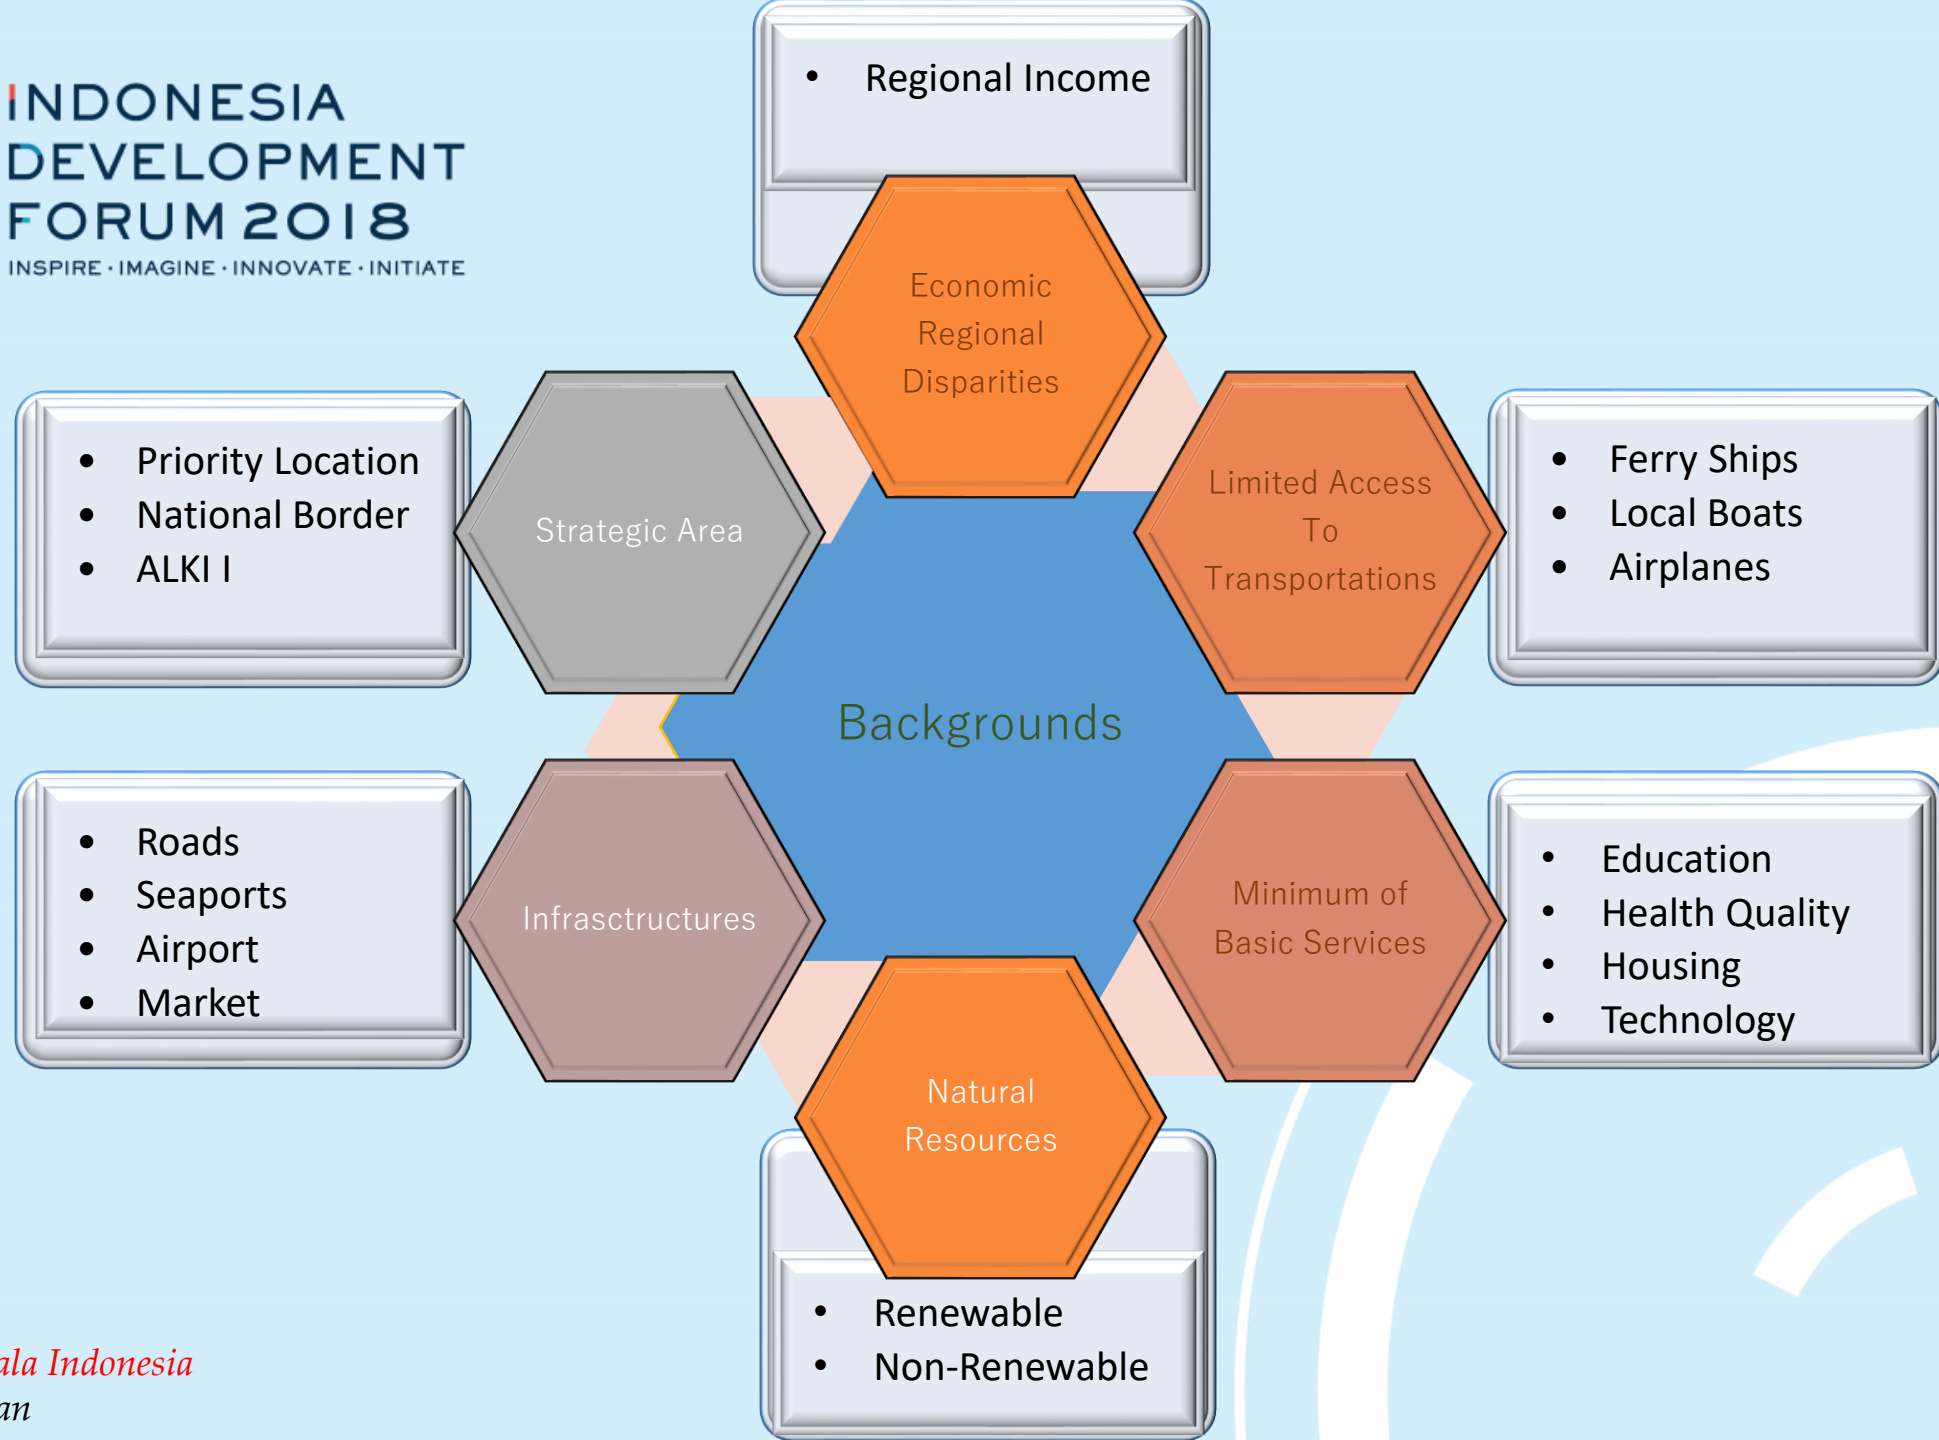 INDONESIA
DEVELOPMENT
FORUM 2018
INSPIRE · IMAGINE · INNOVATE · INITIATE
• Regional Income
Economic
Regional
Disparities
• Priority Location
• National Border
• ALKI I
Strategic Area
Limited Access
To
Transportations
• Ferry Ships
• Local Boats
• Airplanes
Backgrounds
• Roads
• Seaports
• Airport
• Market
Infrasctructures
Minimum of
Basic Services
• Education
• Health Quality
• Housing
• Technology
Natural
Resources
• Renewable
• Non-Renewable
Indonesia